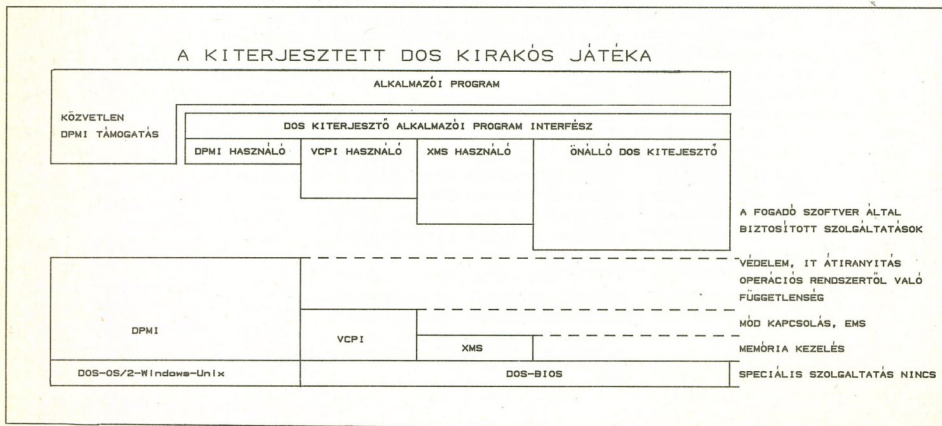 A KITERJESZTETT DOS KIRAKÓS JÁTÉKA
ALKALMAZÓI PROGRAM
KÖZVETLEN
DPMI TÁMOGATÁS
DOS KITERJESZTŐ ALKALMAZÓI PROGRAM INTERFÉSZ
DPMI HASZNÁLÓ
VCPI HASZNÁLÓ
XMS HASZNÁLÓ
ÖNÁLLÓ DOS KITEJESZTŐ
A FOGADÓ SZOFTVER ÁLTAL
BIZTOSÍTOTT SZOLGÁLTATÁSOK
VÉDELEM, IT ÁTIRANYITÁS
OPERÁCIÓS RENDSZERTŐL VALÓ
FÜGGETLENSÉG
DPMI
VCPI
MÓD KAPCSOLÁS, EMS
XMS
MEMÓRIA KEZELÉS
DOS-OS/2-Windows-Unix
DOS-BIOS
SPECIÁLIS SZOLGALTATÁS NINCS